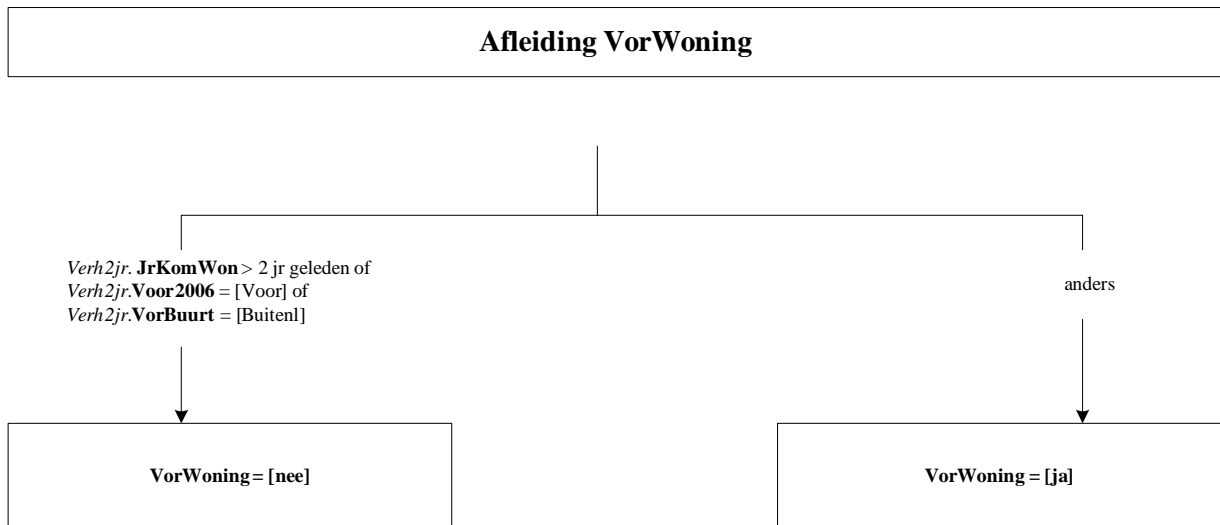 Afleiding VorWoning
Verh2jr. JrKomWon > 2 jr geleden of
Verh2jr.Voor2006 = [Voor] of
Verh2jr.VorBuurt = [Buitenl]
anders
VorWoning = [nee]
VorWoning = [ja]